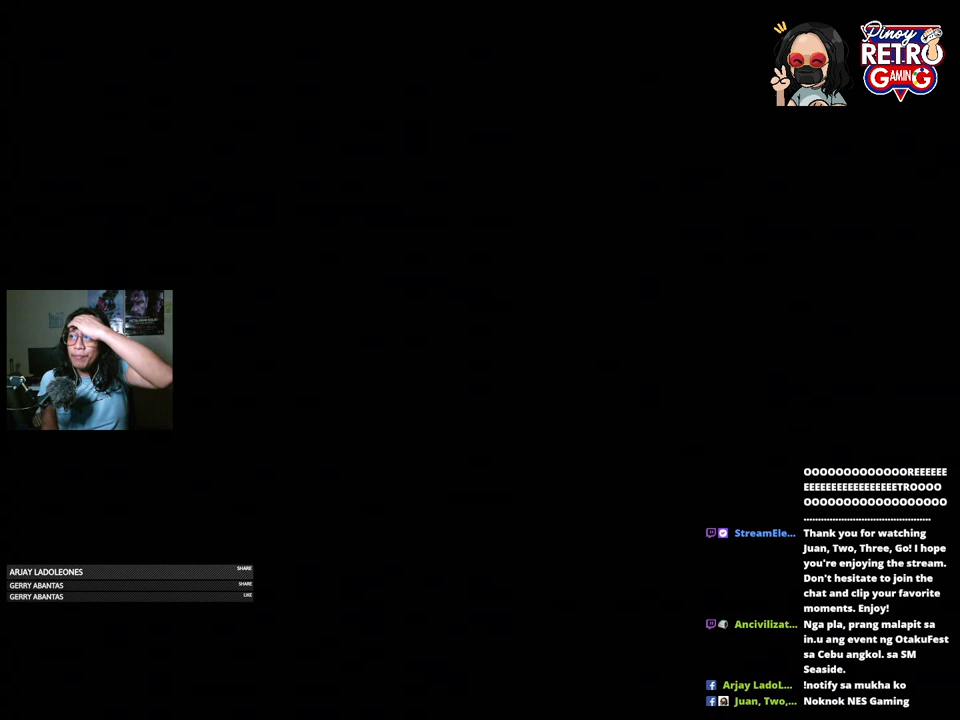 Pinoy
RETRO
GAMING
OOOOOOOOOOOOOREEEEEE
EEEEEEEEEEEEEEEEETROOOO
OOOOOOOOOOOOOOOOOO
............................................
StreamEle... Thank you for watching
Juan, Two, Three, Go! I hope
you're enjoying the stream.
Don't hesitate to join the
chat and clip your favorite
moments. Enjoy!
Ancivilizat... Nga pla, prang malapit sa
in.u ang event ng OtakuFest
sa Cebu angkol. sa SM
Seaside.
Arjay LadoL... !notify sa mukha ko
Juan, Two,... Noknok NES Gaming
ARJAY LADOLEONES SHARE
GERRY ABANTAS SHARE
GERRY ABANTAS LIKE